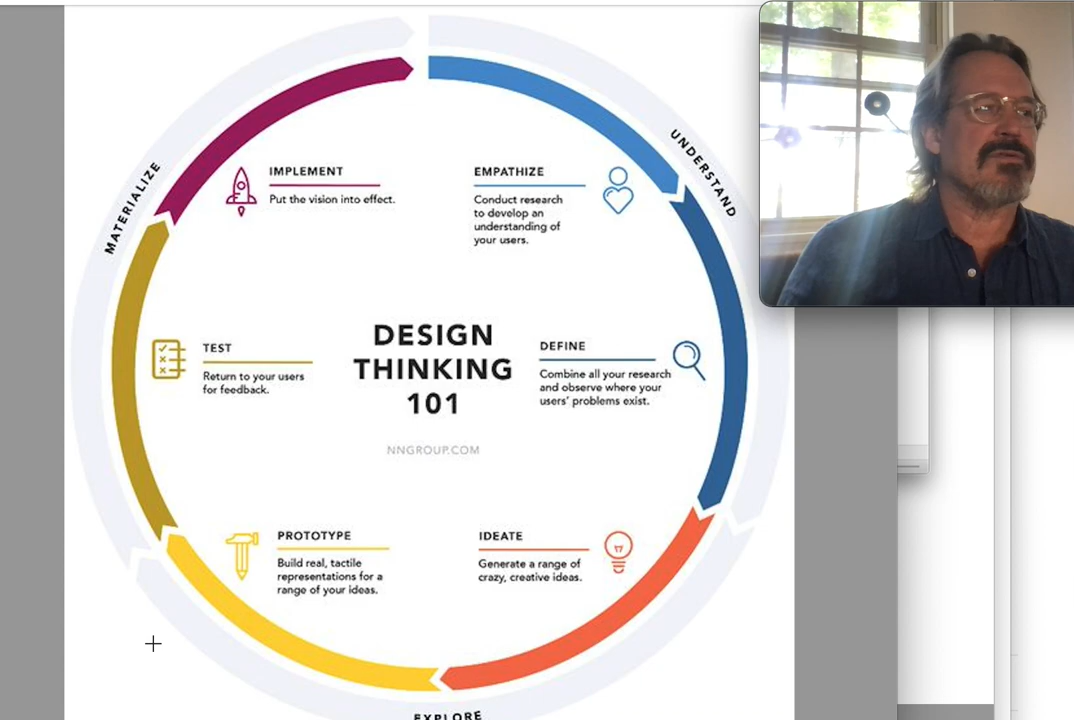 MATERIALIZE
UNDERSTAND
IMPLEMENT
Put the vision into effect.
EMPATHIZE
Conduct research
to develop an
understanding of
your users.
TEST
Return to your users
for feedback.
DESIGN
THINKING
101
NNGROUP.COM
DEFINE
Combine all your research
and observe where your
users' problems exist.
PROTOTYPE
Build real, tactile
representations for a
range of your ideas.
IDEATE
Generate a range of
crazy, creative ideas.
EXPLORE